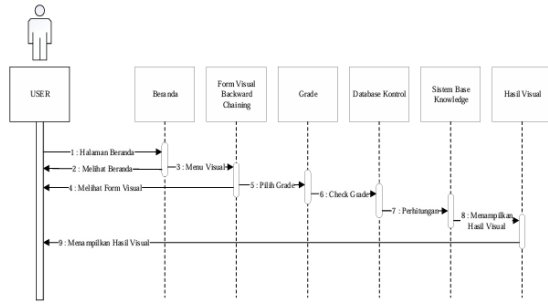 USER
Beranda
Form Visual
Backward
Chaining
Grade
Database Kontrol
Sistem Base
Knowledge
Hasil Visual
1 : Halaman Beranda
2 : Melihat Beranda
3 : Menu Visual
4 : Melihat Form Visual
5 : Pilih Grade
6 : Check Grade
7 : Perhitungan
8 : Menampilkan
Hasil Visual
9 : Menampilkan Hasil Visual